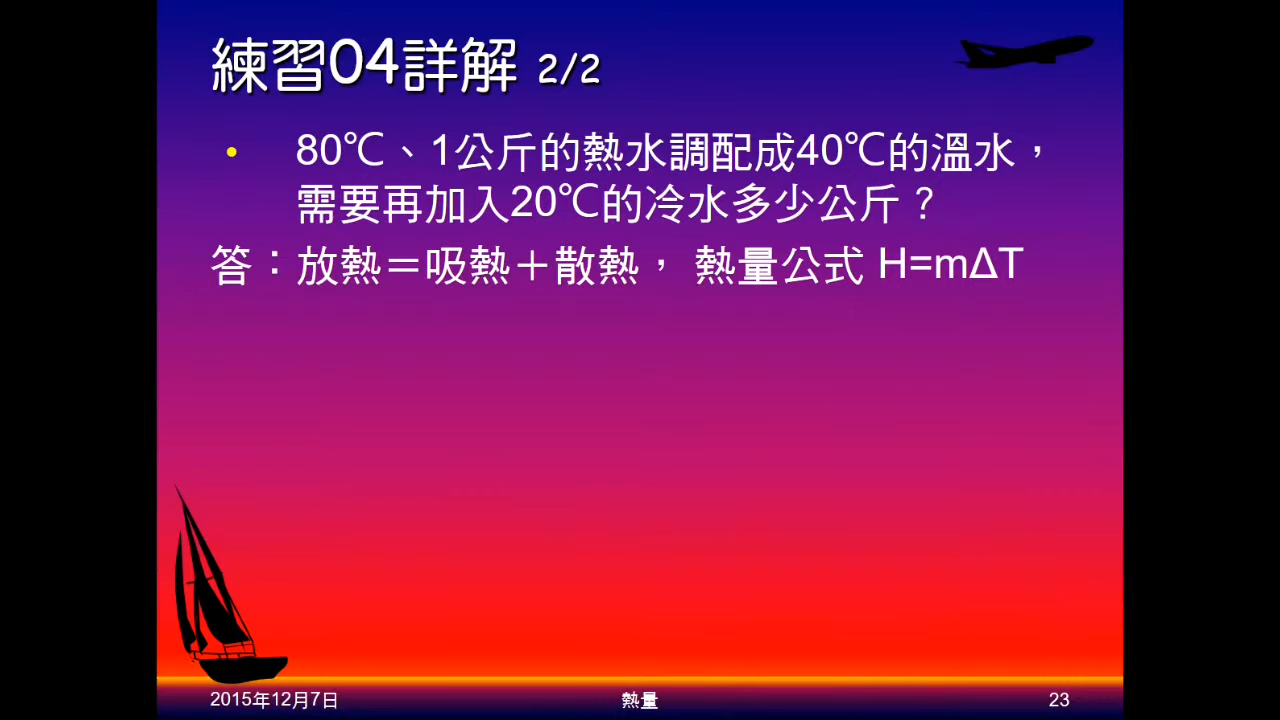 練習04詳解 2/2
• 80℃、1公斤的熱水調配成40℃的溫水，
需要再加入20℃的冷水多少公斤？
答：放熱＝吸熱＋散熱， 熱量公式 H=mΔT
2015年12月7日 熱量 23